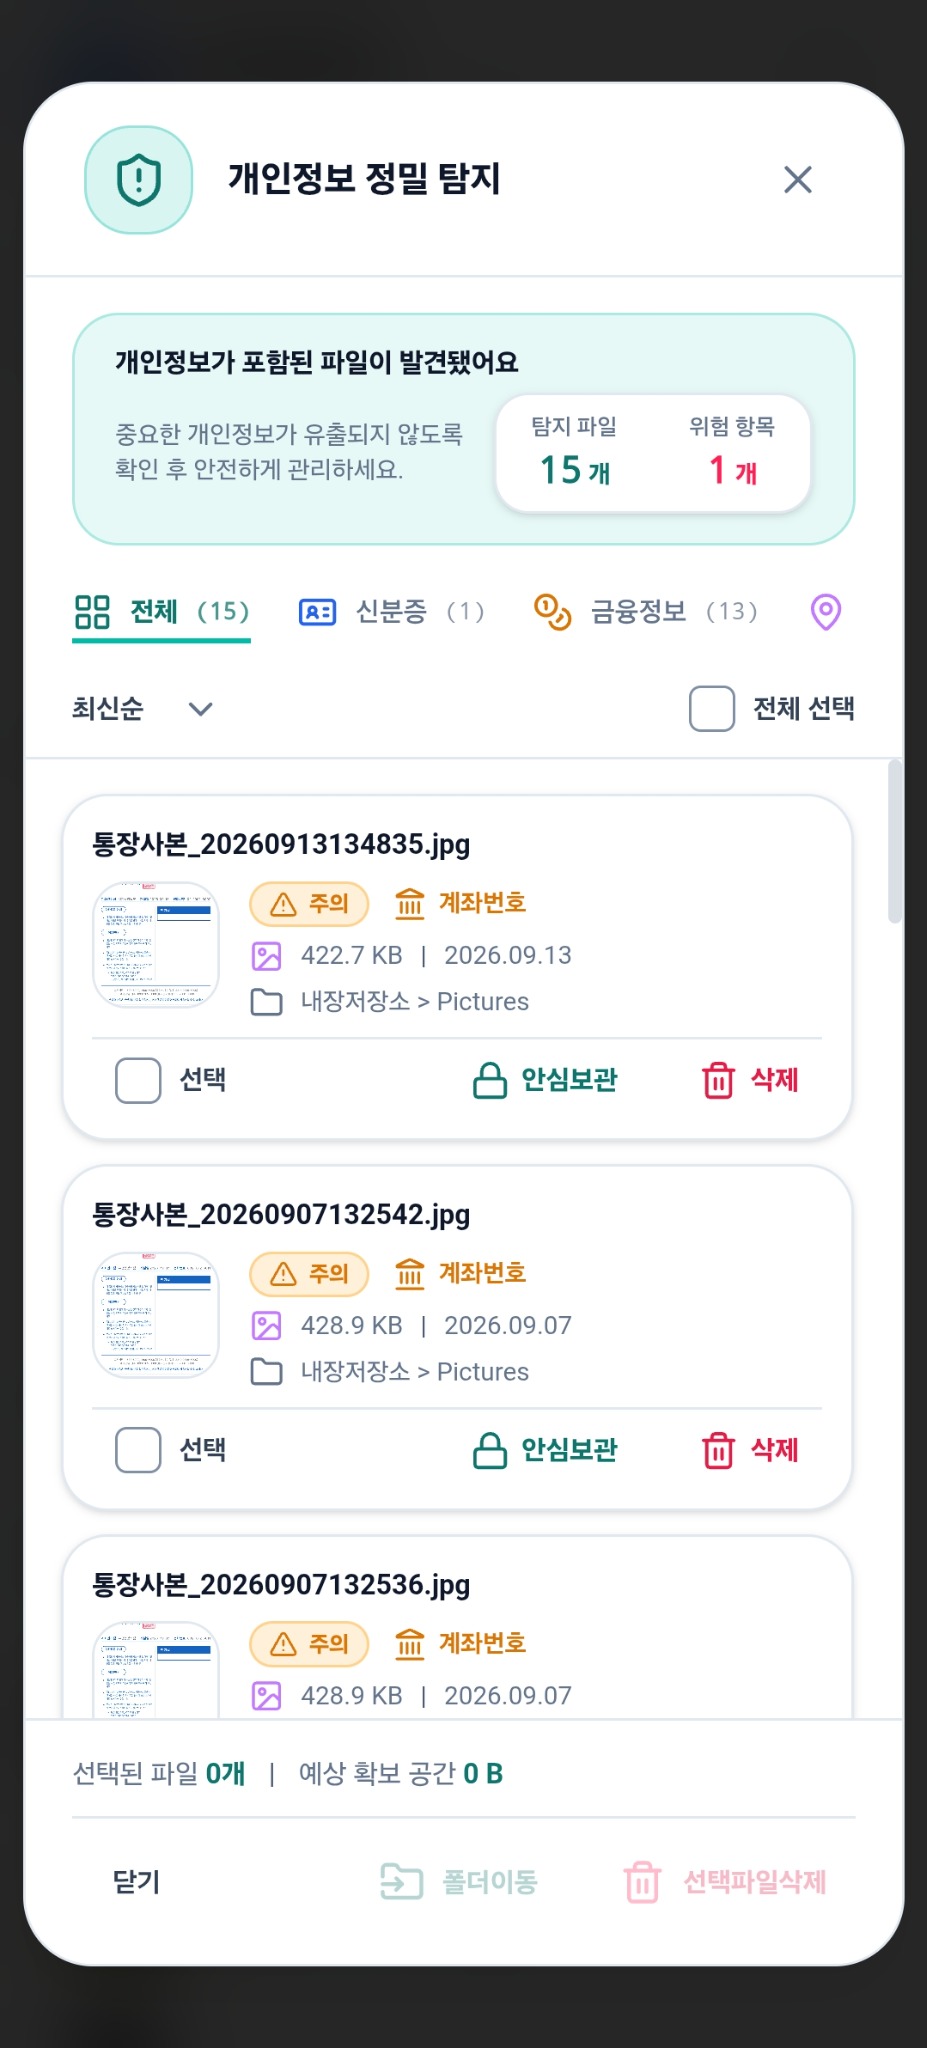 개인정보 정밀 탐지
개인정보가 포함된 파일이 발견됐어요
중요한 개인정보가 유출되지 않도록
확인 후 안전하게 관리하세요.
탐지 파일 위험 항목
15 개 1 개
전체 (15) 신분증 (1) 금융정보 (13)
최신순 전체 선택
통장사본_20260913134835.jpg
주의 계좌번호
422.7 KB | 2026.09.13
내장저장소 > Pictures
선택 안심보관 삭제
통장사본_20260907132542.jpg
주의 계좌번호
428.9 KB | 2026.09.07
내장저장소 > Pictures
선택 안심보관 삭제
통장사본_20260907132536.jpg
주의 계좌번호
428.9 KB | 2026.09.07
선택된 파일 0개 | 예상 확보 공간 0 B
닫기 폴더이동 선택파일삭제